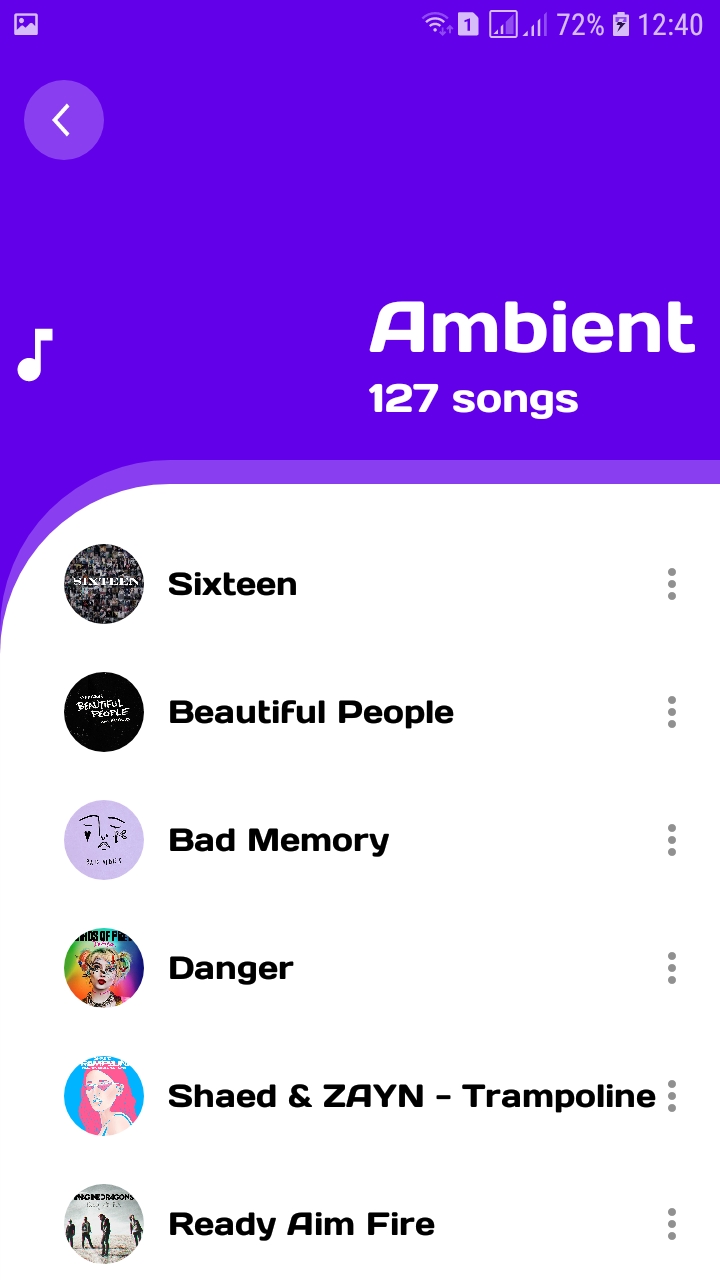 1 72% 12:40
Ambient
127 songs
SIXTEEN
Sixteen
BEAUTIFUL
PEOPLE
Beautiful People
Bad Memory
Danger
Shaed & ZAYN - Trampoline
IMAGINE DRAGONS
Ready Aim Fire